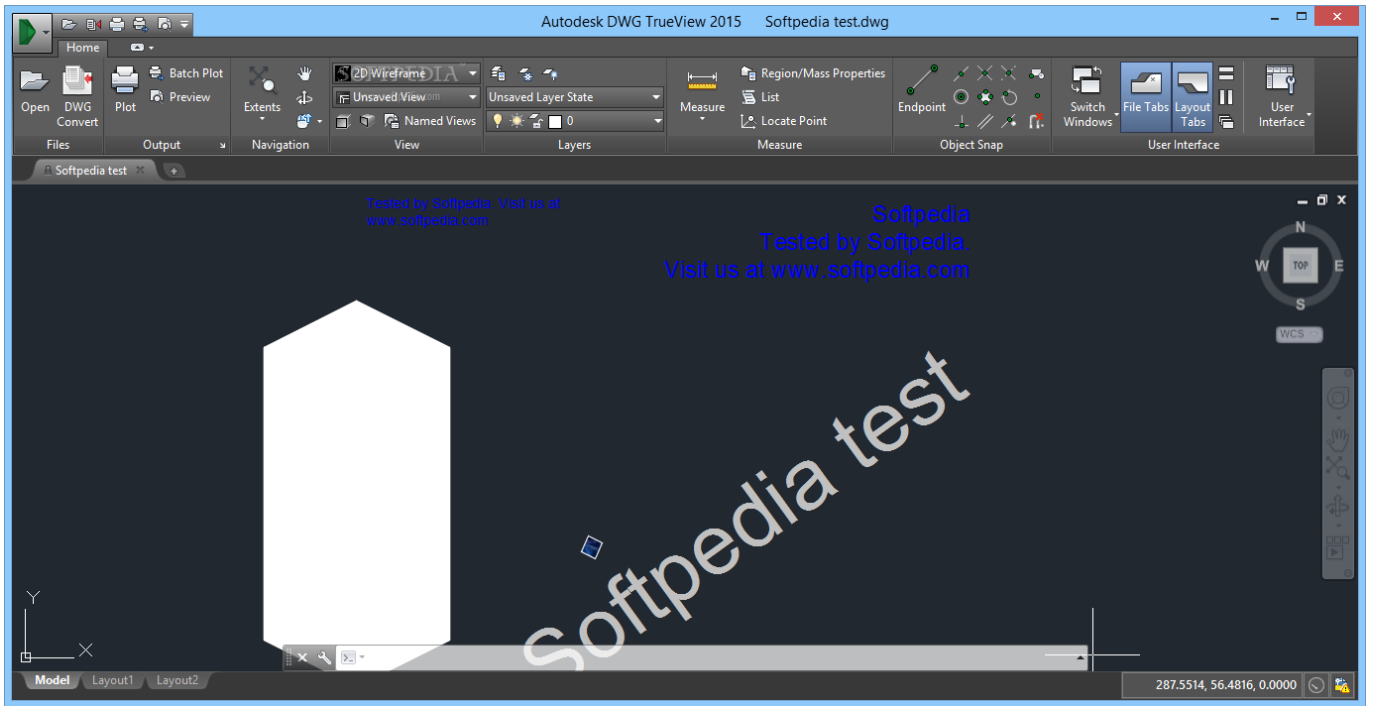 Autodesk DWG TrueView 2015 Softpedia test.dwg
Home
Open
DWG Convert
Plot
Batch Plot
Preview
Extents
2D Wireframe
SOFTPEDIA
Unsaved View
Named Views
Unsaved Layer State
0
Measure
Region/Mass Properties
List
Locate Point
Endpoint
Switch Windows
File Tabs
Layout Tabs
User Interface
Files Output Navigation View Layers Measure Object Snap User Interface
Softpedia test
Tested by Softpedia. Visit us at
www.softpedia.com
Softpedia
Tested by Softpedia.
Visit us at www.softpedia.com
N
W TOP E
S
WCS
Softpedia test
Y
X
Model Layout1 Layout2
287.5514, 56.4816, 0.0000